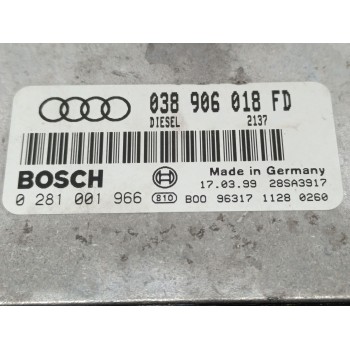 038 906 018 FD
DIESEL 2137
BOSCH
Made in Germany
17.03.99 28SA3917
0 281 001 966 810 B00 96317 1128 0260